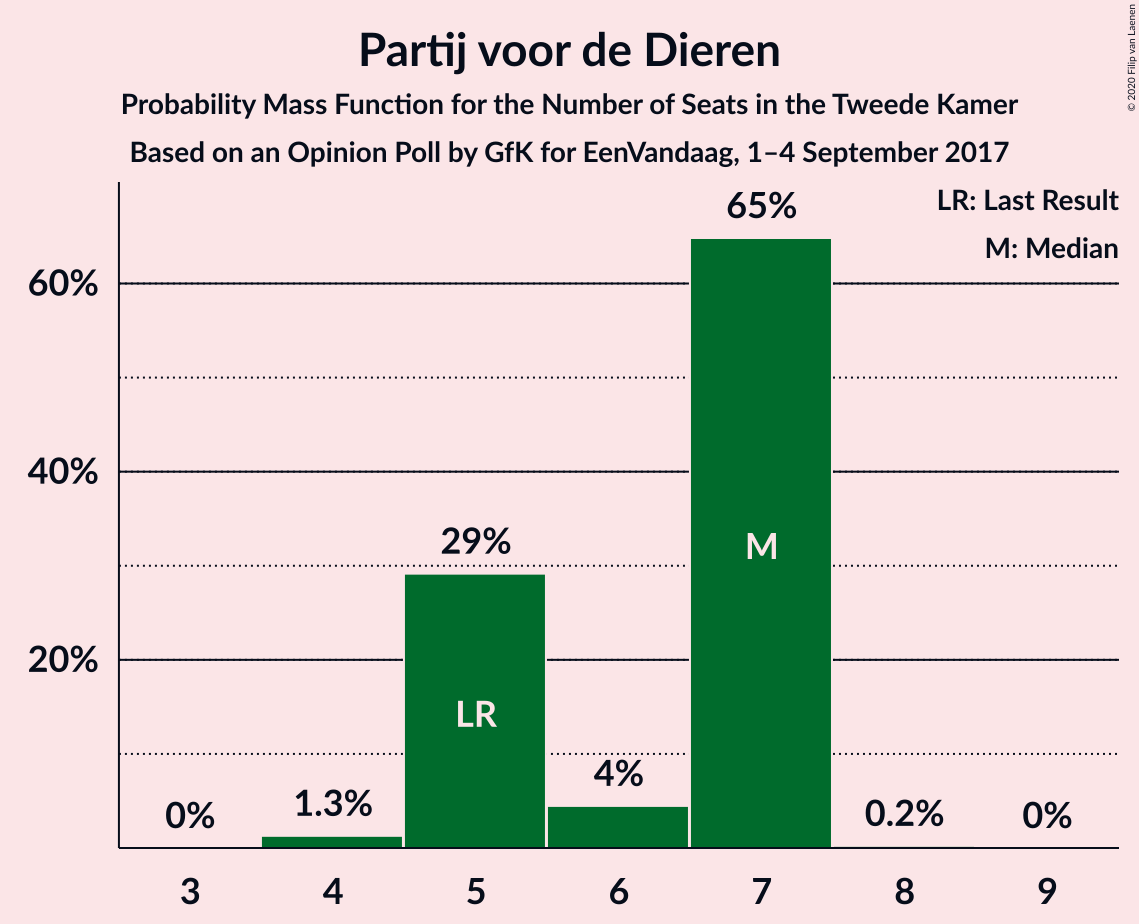 Partij voor de Dieren
Probability Mass Function for the Number of Seats in the Tweede Kamer
Based on an Opinion Poll by GfK for EenVandaag, 1–4 September 2017
© 2020 Filip van Laenen
LR: Last Result
M: Median
60%
40%
20%
0%
1.3%
29%
4%
65%
0.2%
0%
LR
M
3 4 5 6 7 8 9